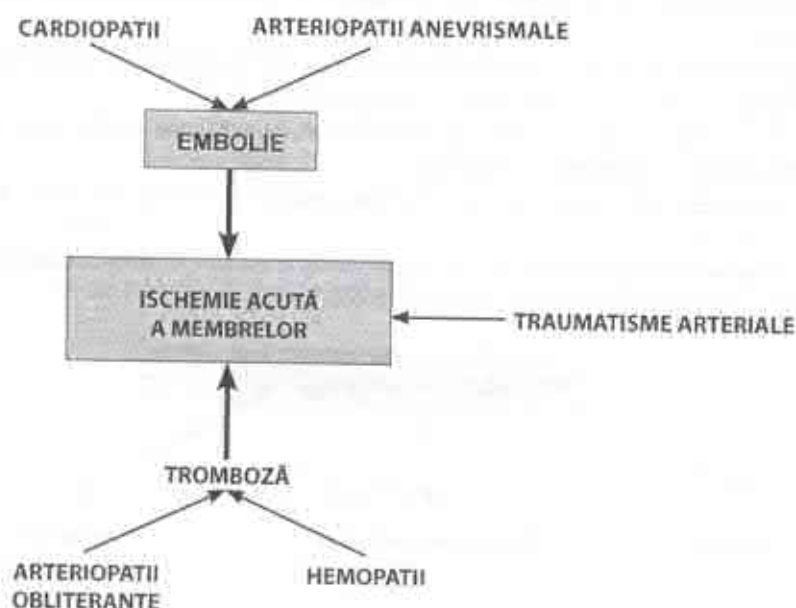 CARDIOPATII
ARTERIOPATII ANEVRISMALE
EMBOLIE
ISCHEMIE ACUTĂ
A MEMBRELOR
TRAUMATISME ARTERIALE
TROMBOZĂ
ARTERIOPATII
OBLITERANTE
HEMOPATII